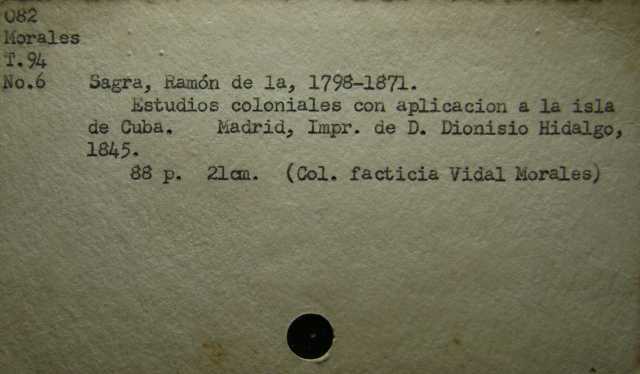 082
Morales
T.94
No.6 Sagra, Ramón de la, 1798-1871.
Estudios coloniales con aplicacion a la isla
de Cuba. Madrid, Impr. de D. Dionisio Hidalgo,
1845.
88 p. 21cm. (Col. facticia Vidal Morales)